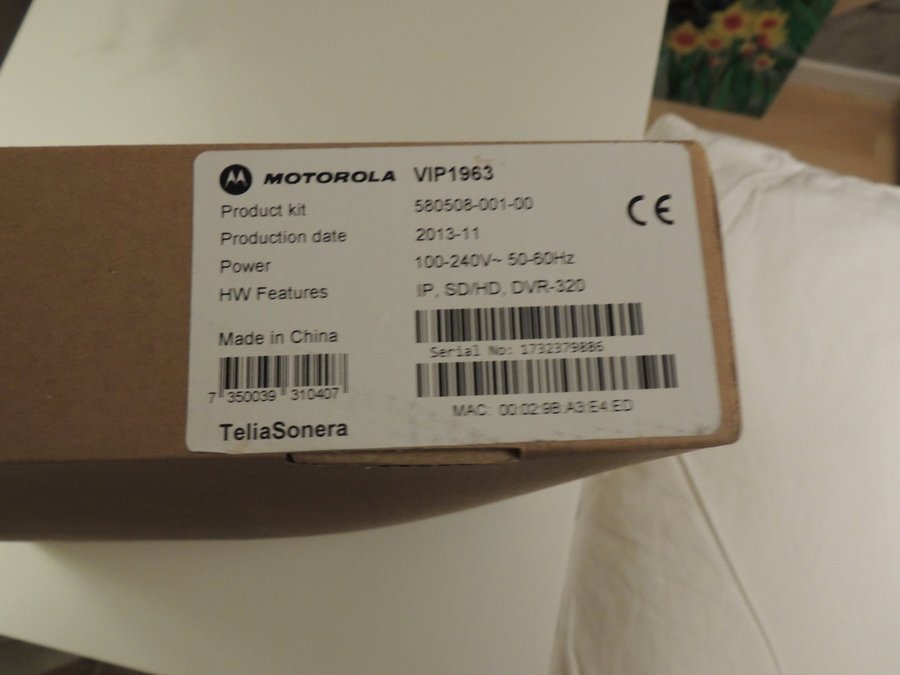 MOTOROLA VIP1963
Product kit 580508-001-00
Production date 2013-11
Power 100-240V~ 50-60Hz
HW Features IP, SD/HD, DVR-320
CE
Made in China
Serial No: 1732379886
7 350039 310407
MAC: 00:02:9B:A3:E4:ED
TeliaSonera